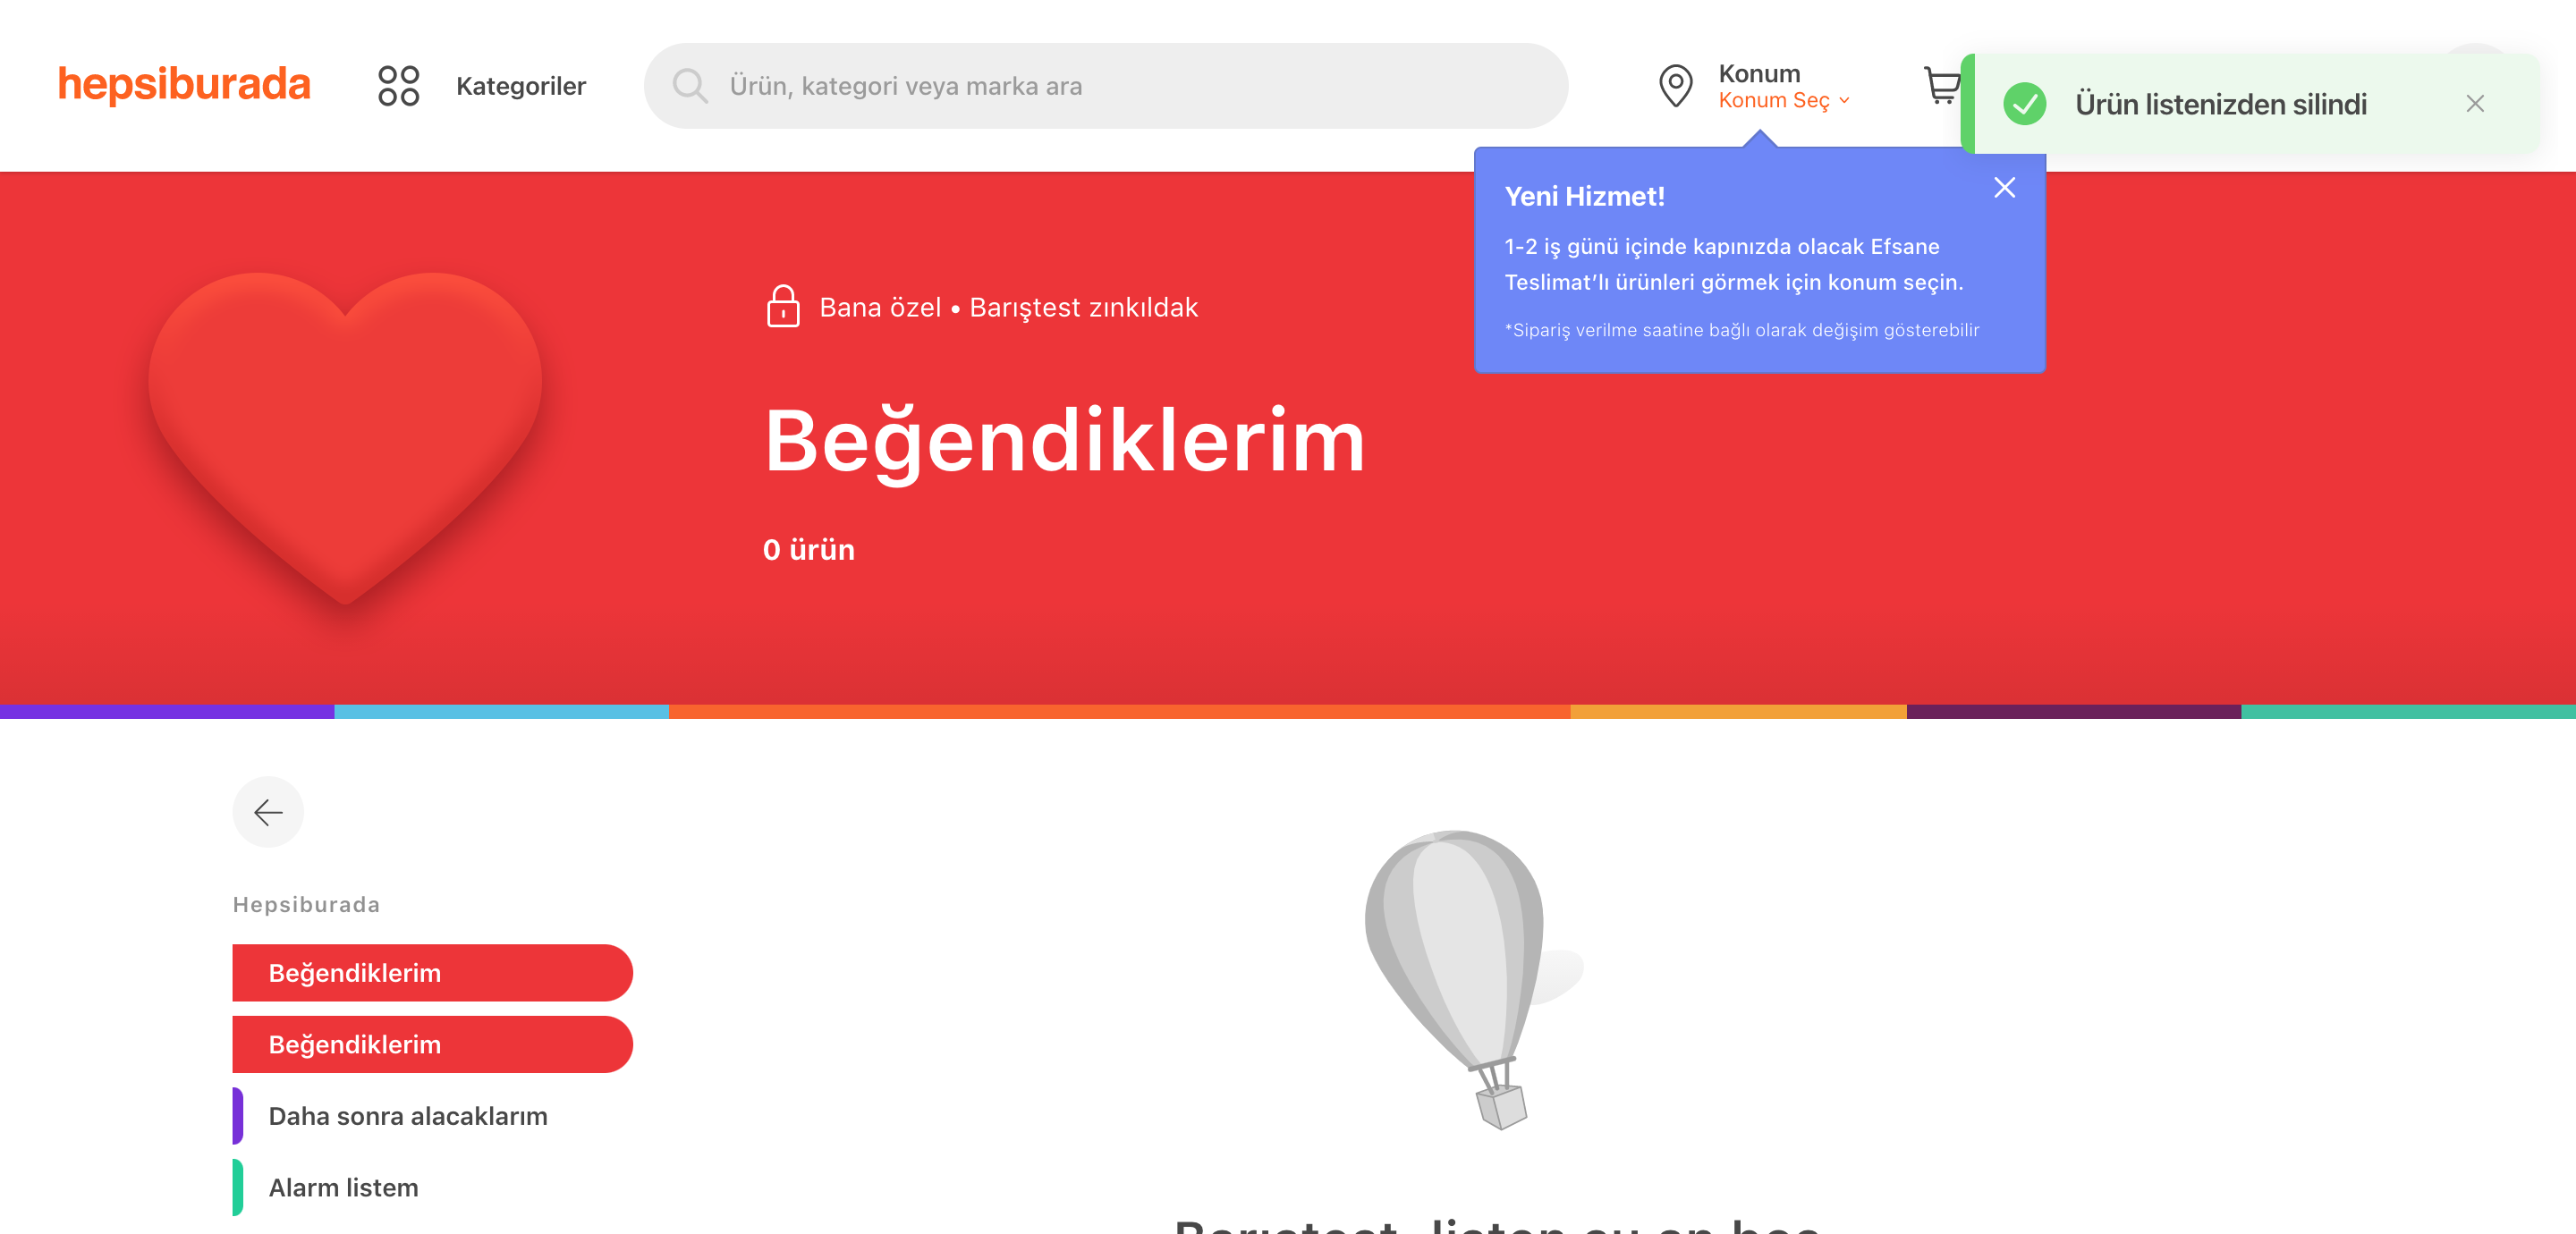 hepsiburada
Kategoriler
Ürün, kategori veya marka ara
Konum
Konum Seç
Ürün listenizden silindi
Yeni Hizmet!
1-2 iş günü içinde kapınızda olacak Efsane
Teslimat’lı ürünleri görmek için konum seçin.
*Sipariş verilme saatine bağlı olarak değişim gösterebilir
Bana özel • Barıştest zınkıldak
Beğendiklerim
0 ürün
Hepsiburada
Beğendiklerim
Beğendiklerim
Daha sonra alacaklarım
Alarm listem